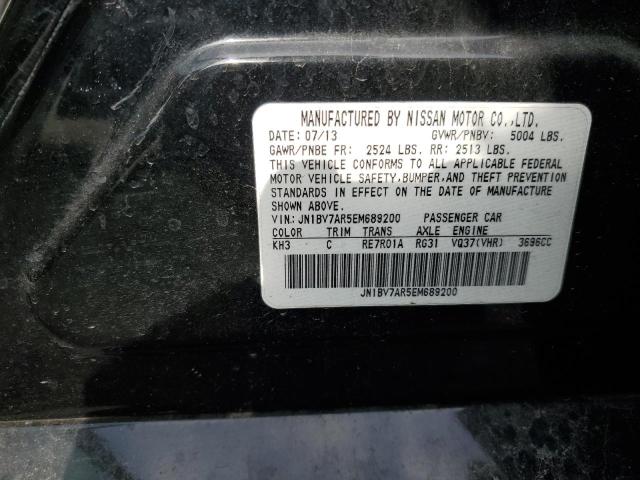 MANUFACTURED BY NISSAN MOTOR CO.,LTD.
DATE: 07/13 GVWR/PNBV: 5004 LBS.
GAWR/PNBE FR: 2524 LBS. RR: 2513 LBS.
THIS VEHICLE CONFORMS TO ALL APPLICABLE FEDERAL
MOTOR VEHICLE SAFETY,BUMPER,AND THEFT PREVENTION
STANDARDS IN EFFECT ON THE DATE OF MANUFACTURE
SHOWN ABOVE.
VIN: JN1BV7AR5EM689200 PASSENGER CAR
COLOR TRIM TRANS AXLE ENGINE
KH3 C RE7R01A RG31 VQ37(VHR) 3696CC
JN1BV7AR5EM689200